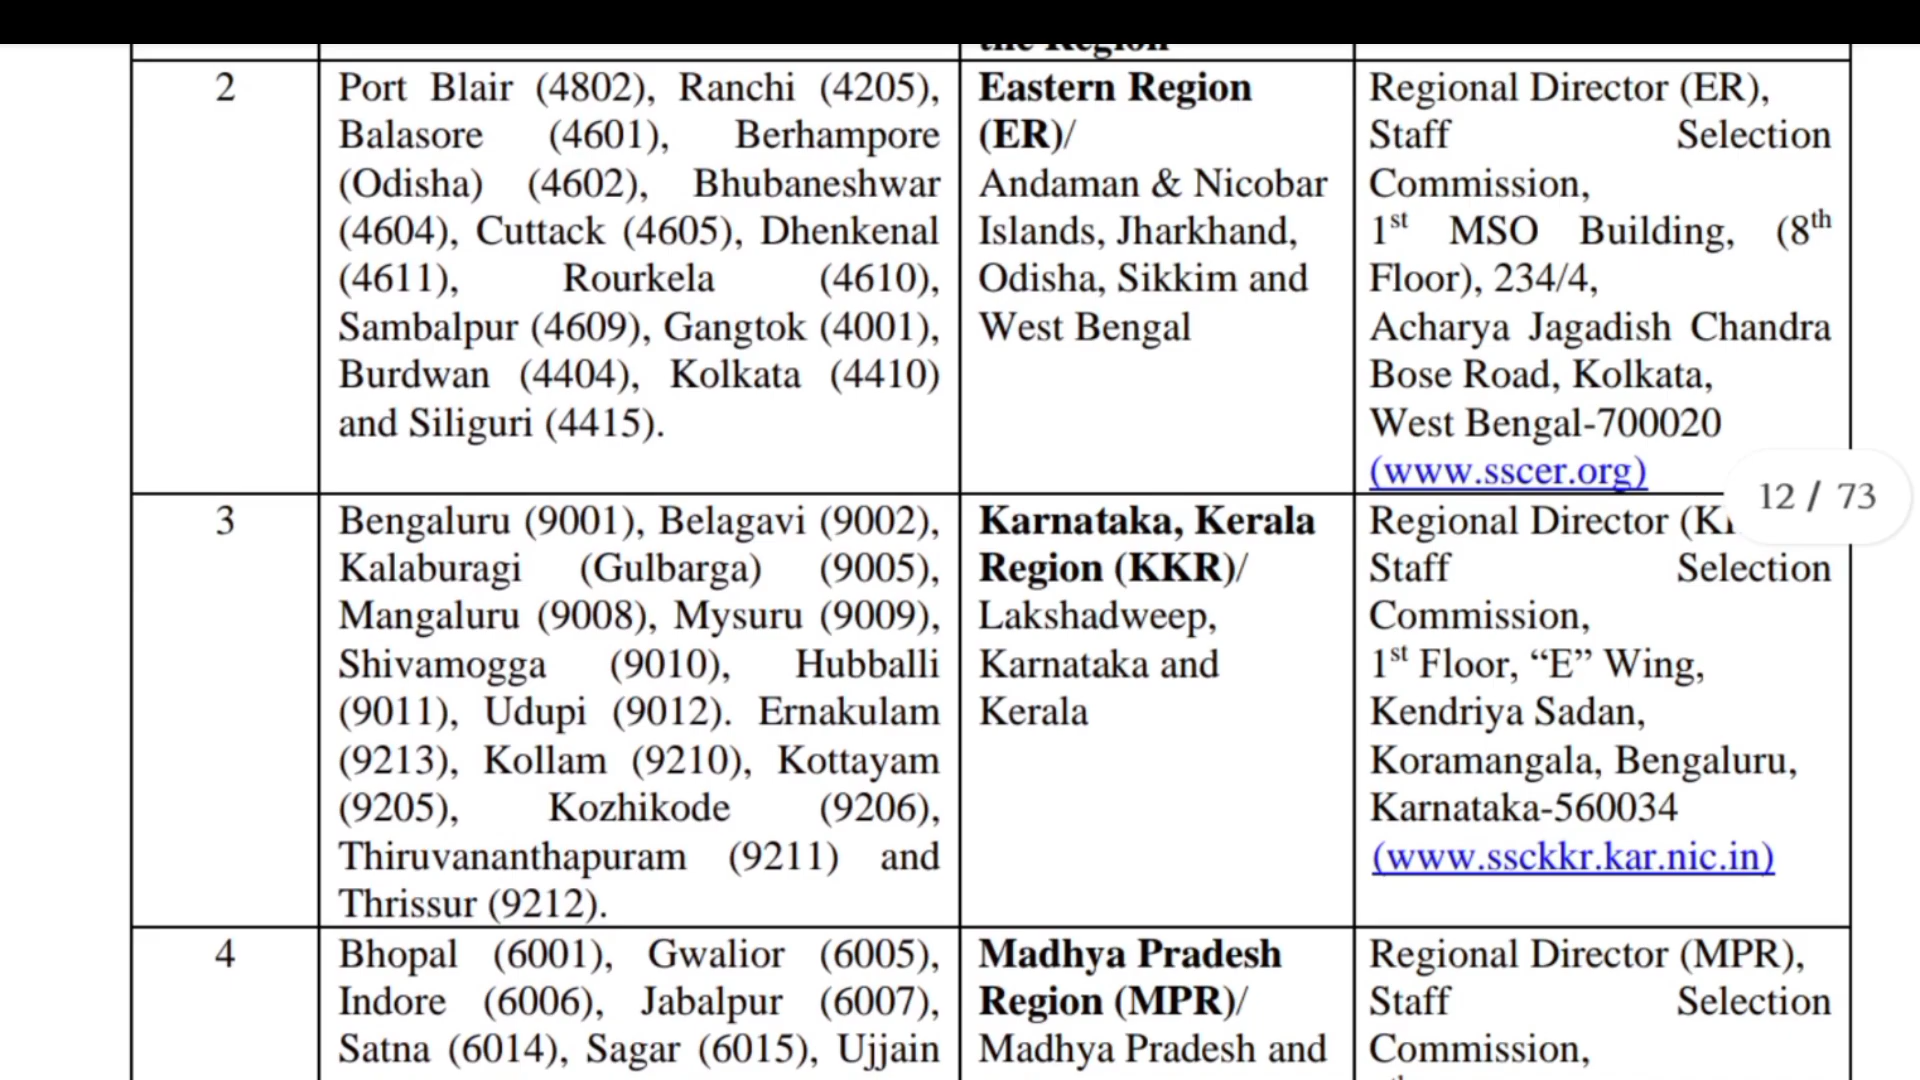 the Region
2
Port Blair (4802), Ranchi (4205),
Balasore (4601), Berhampore
(Odisha) (4602), Bhubaneshwar
(4604), Cuttack (4605), Dhenkenal
(4611), Rourkela (4610),
Sambalpur (4609), Gangtok (4001),
Burdwan (4404), Kolkata (4410)
and Siliguri (4415).
Eastern Region
(ER)/
Andaman & Nicobar
Islands, Jharkhand,
Odisha, Sikkim and
West Bengal
Regional Director (ER),
Staff Selection
Commission,
1st MSO Building, (8th
Floor), 234/4,
Acharya Jagadish Chandra
Bose Road, Kolkata,
West Bengal-700020
(www.sscer.org)
12 / 73
3
Bengaluru (9001), Belagavi (9002),
Kalaburagi (Gulbarga) (9005),
Mangaluru (9008), Mysuru (9009),
Shivamogga (9010), Hubballi
(9011), Udupi (9012). Ernakulam
(9213), Kollam (9210), Kottayam
(9205), Kozhikode (9206),
Thiruvananthapuram (9211) and
Thrissur (9212).
Karnataka, Kerala
Region (KKR)/
Lakshadweep,
Karnataka and
Kerala
Regional Director
Staff Selection
Commission,
1st Floor, “E” Wing,
Kendriya Sadan,
Koramangala, Bengaluru,
Karnataka-560034
(www.ssckkr.kar.nic.in)
4
Bhopal (6001), Gwalior (6005),
Indore (6006), Jabalpur (6007),
Satna (6014), Sagar (6015), Ujjain
Madhya Pradesh
Region (MPR)/
Madhya Pradesh and
Regional Director (MPR),
Staff Selection
Commission,